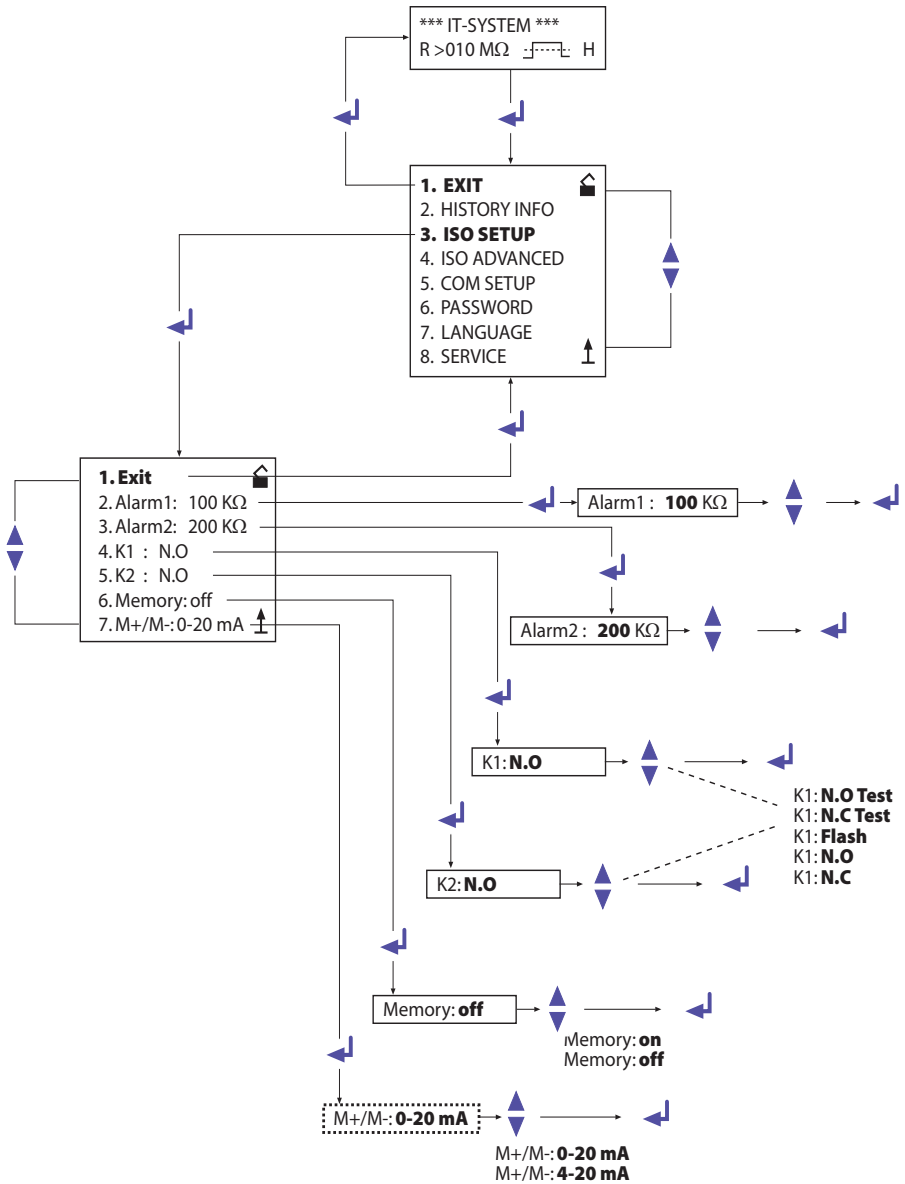 *** IT-SYSTEM ***
R >010 MΩ H
1. EXIT
2. HISTORY INFO
3. ISO SETUP
4. ISO ADVANCED
5. COM SETUP
6. PASSWORD
7. LANGUAGE
8. SERVICE
1. Exit
2. Alarm1: 100 KΩ
3. Alarm2: 200 KΩ
4. K1 : N.O
5. K2 : N.O
6. Memory: off
7. M+/M-: 0-20 mA
Alarm1 : 100 KΩ
Alarm2 : 200 KΩ
K1: N.O
K1: N.O Test
K1: N.C Test
K1: Flash
K1: N.O
K1: N.C
K2: N.O
Memory: off
Memory: on
Memory: off
M+/M-: 0-20 mA
M+/M-: 0-20 mA
M+/M-: 4-20 mA